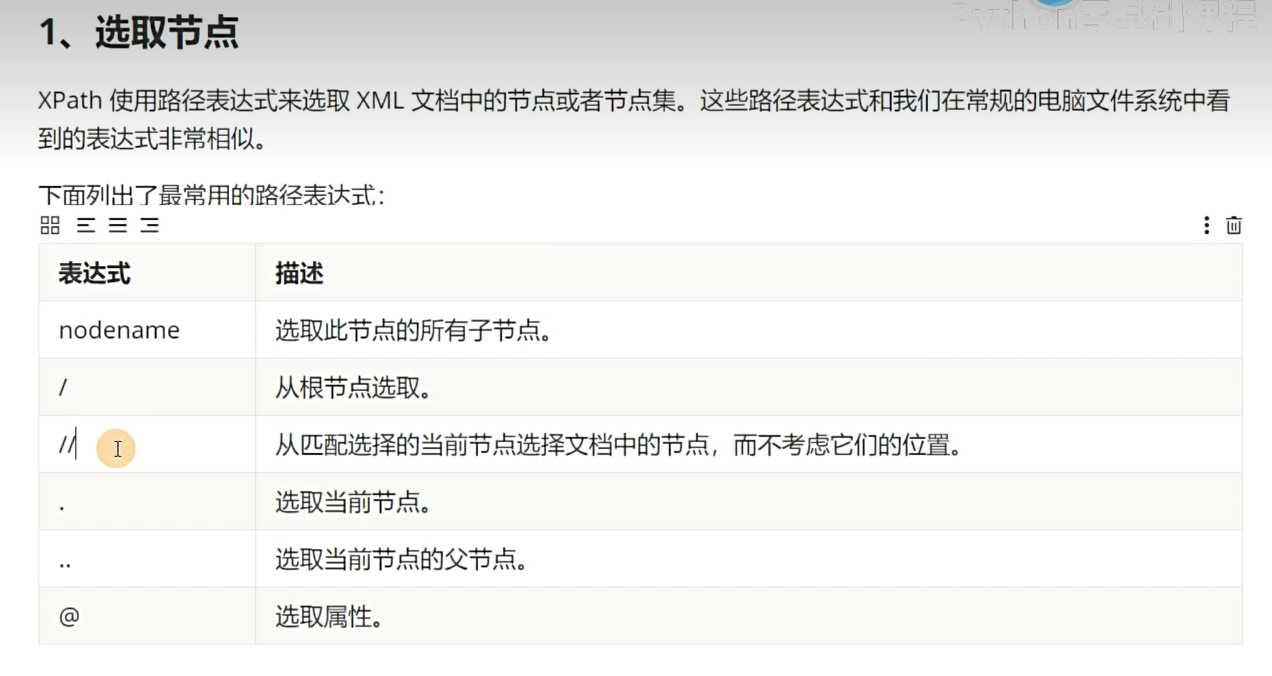 1、选取节点
XPath 使用路径表达式来选取 XML 文档中的节点或者节点集。这些路径表达式和我们在常规的电脑文件系统中看
到的表达式非常相似。
下面列出了最常用的路径表达式：
表达式 描述
nodename 选取此节点的所有子节点。
/ 从根节点选取。
// 从匹配选择的当前节点选择文档中的节点，而不考虑它们的位置。
. 选取当前节点。
.. 选取当前节点的父节点。
@ 选取属性。